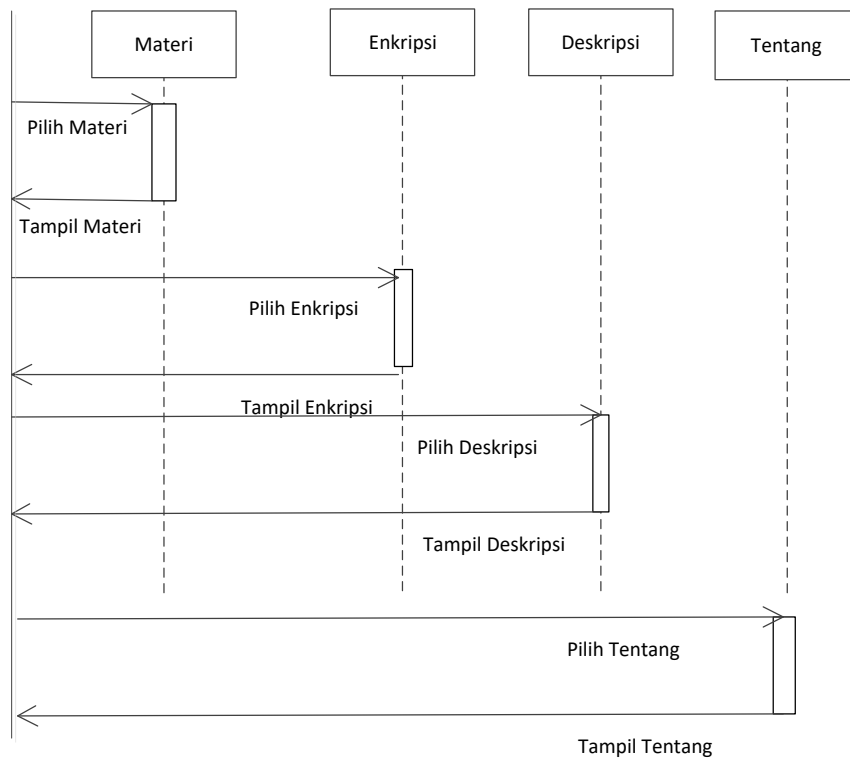 Materi
Enkripsi
Deskripsi
Tentang
Pilih Materi
Tampil Materi
Pilih Enkripsi
Tampil Enkripsi
Pilih Deskripsi
Tampil Deskripsi
Pilih Tentang
Tampil Tentang